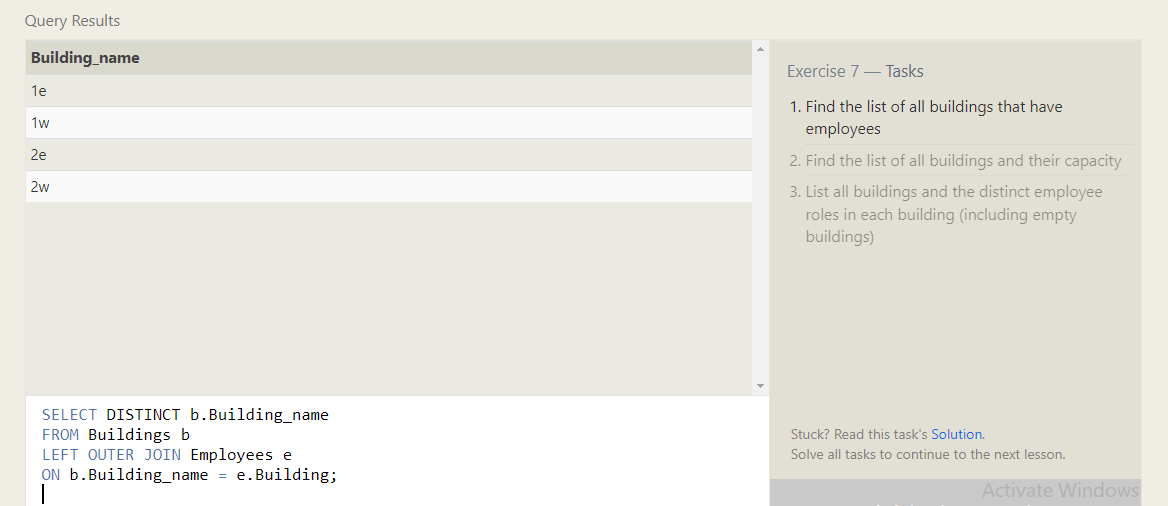 Query Results
Building_name
1e
1w
2e
2w
SELECT DISTINCT b.Building_name
FROM Buildings b
LEFT OUTER JOIN Employees e
ON b.Building_name = e.Building;
Exercise 7 — Tasks
1. Find the list of all buildings that have
employees
2. Find the list of all buildings and their capacity
3. List all buildings and the distinct employee
roles in each building (including empty
buildings)
Stuck? Read this task's Solution.
Solve all tasks to continue to the next lesson.
Activate Windows